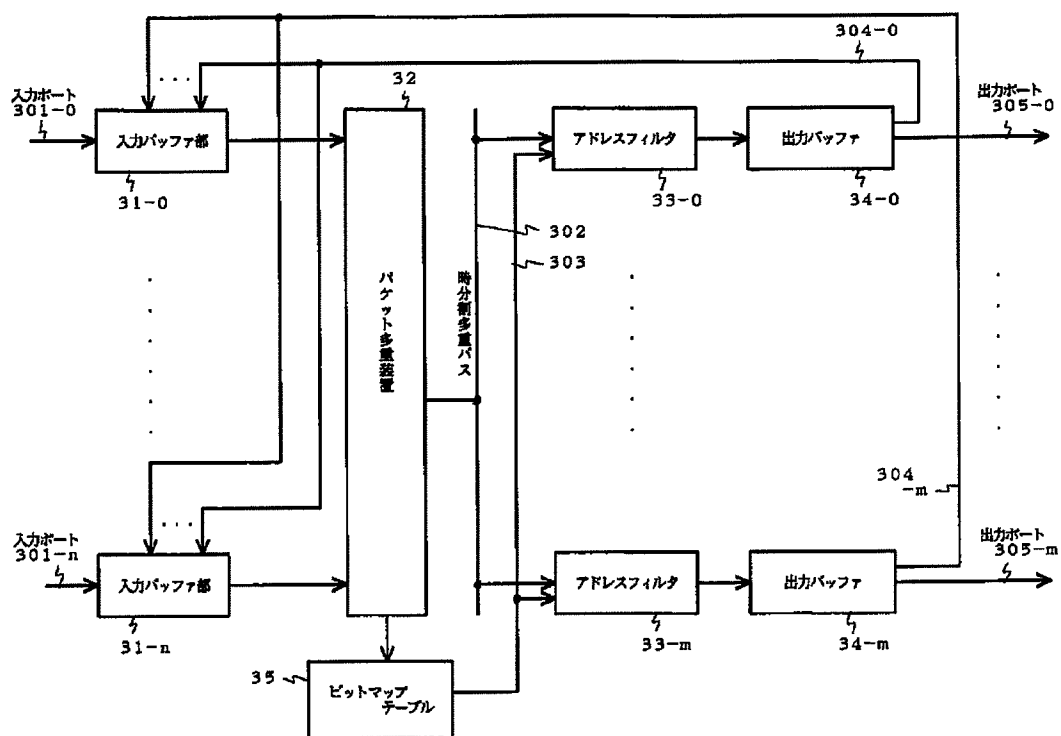 304-0
32
入力ポート
301-0
出力ポート
305-0
入力バッファ部
アドレスフィルタ
出力バッファ
31-0
33-0
34-0
302
303
パケット多重装置
時分割多重バス
304
-m
入力ポート
301-n
出力ポート
305-m
入力バッファ部
アドレスフィルタ
出力バッファ
31-n
33-m
34-m
35
ビットマップ
テーブル